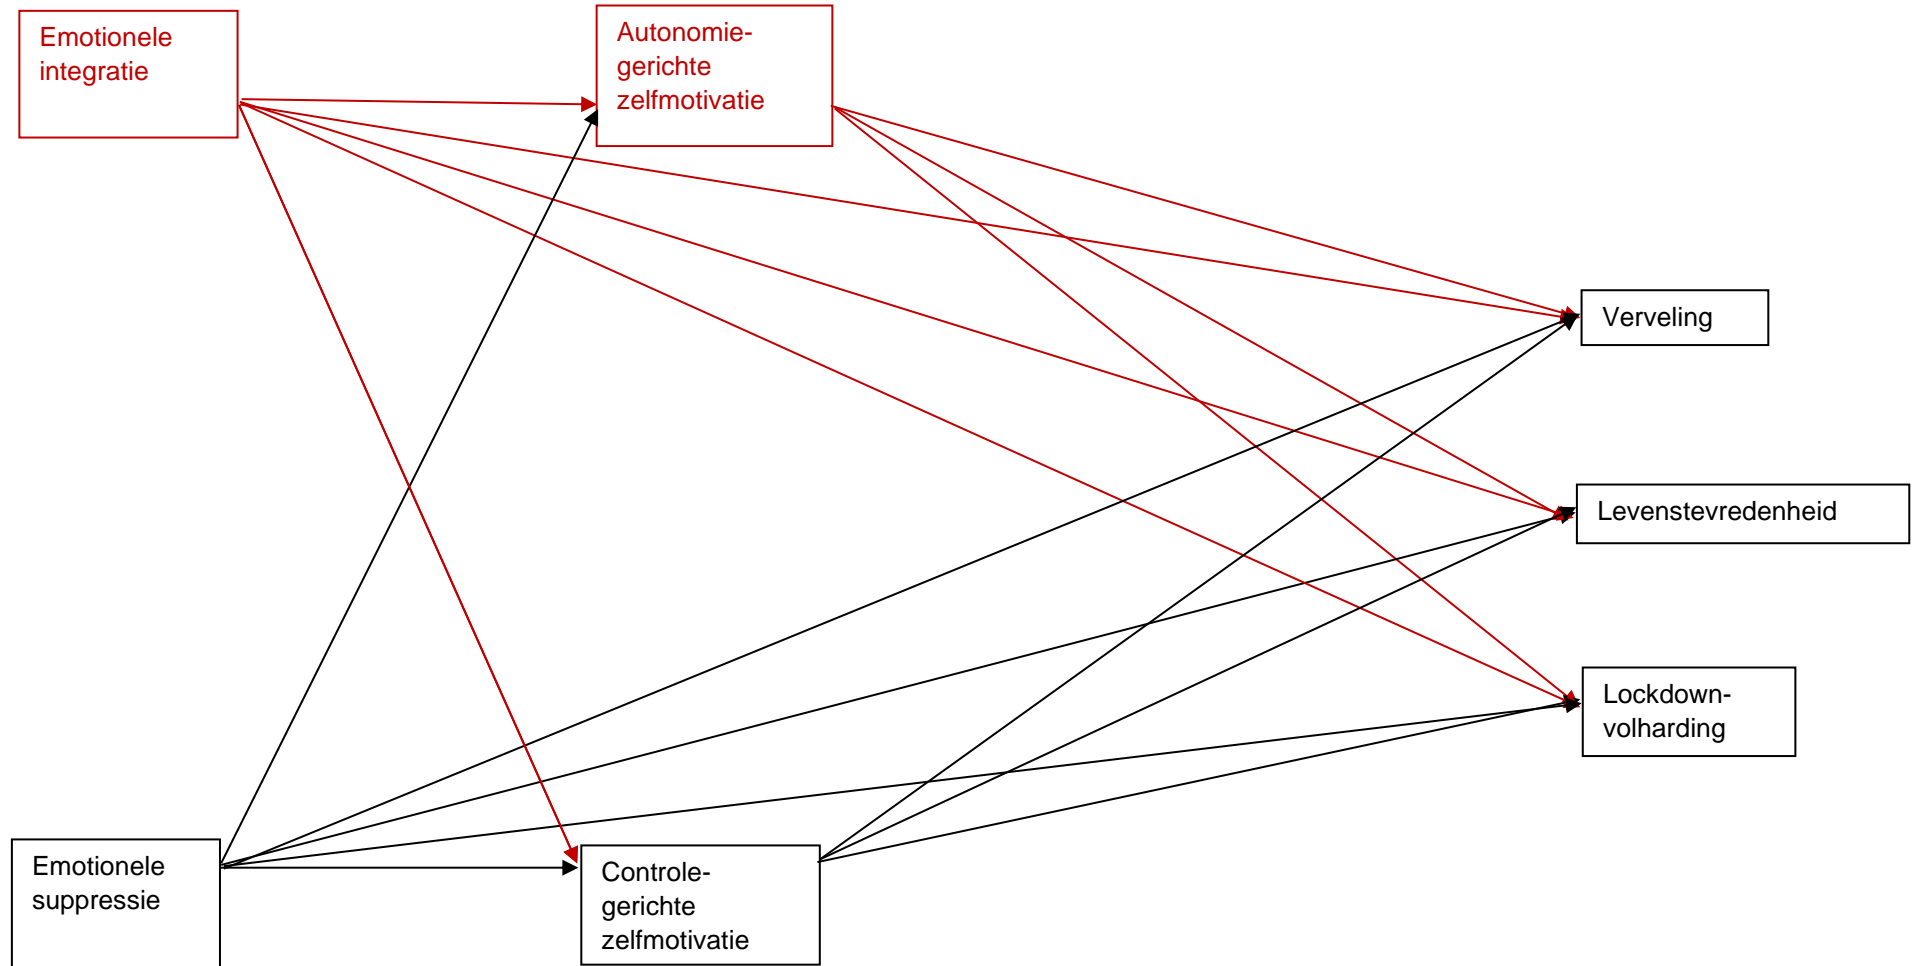 Emotionele
integratie
Autonomie-
gerichte
zelfmotivatie
Verveling
Levenstevredenheid
Lockdown-
volharding
Emotionele
suppressie
Controle-
gerichte
zelfmotivatie